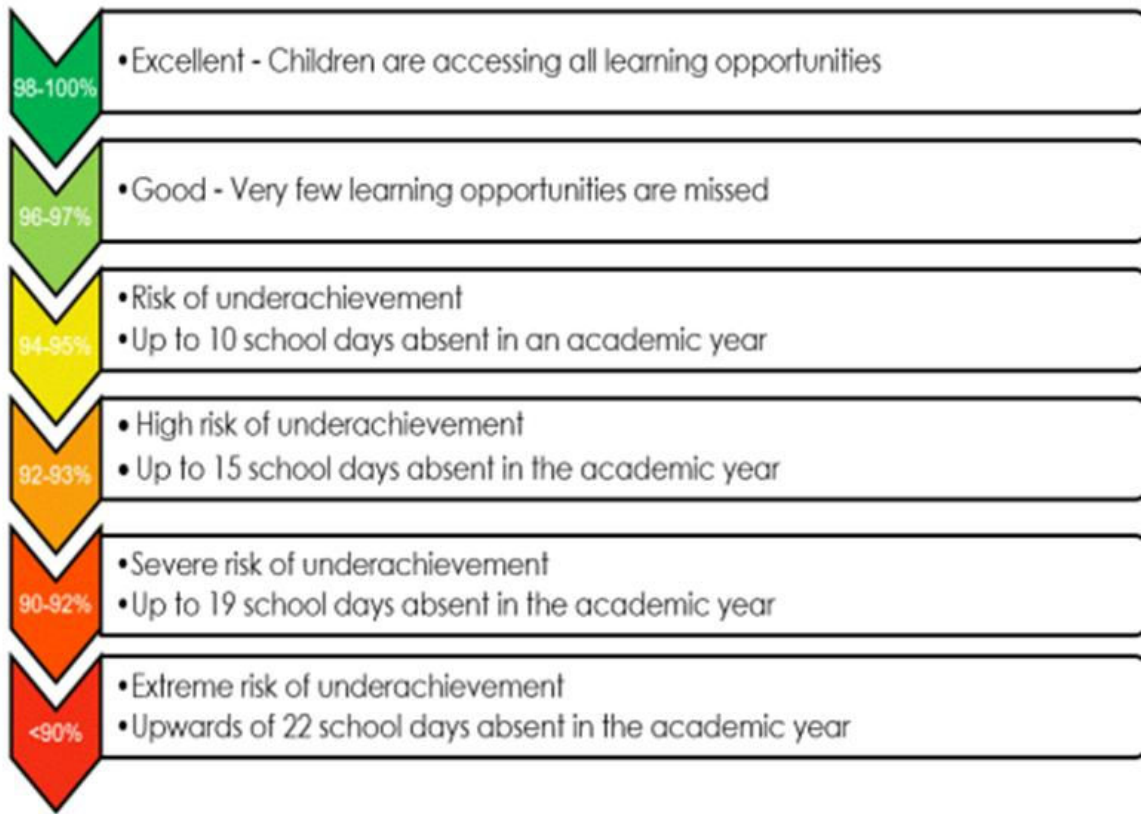 98-100%
•Excellent - Children are accessing all learning opportunities
96-97%
•Good - Very few learning opportunities are missed
94-95%
•Risk of underachievement
•Up to 10 school days absent in an academic year
92-93%
• High risk of underachievement
• Up to 15 school days absent in the academic year
90-92%
•Severe risk of underachievement
•Up to 19 school days absent in the academic year
<90%
•Extreme risk of underachievement
•Upwards of 22 school days absent in the academic year